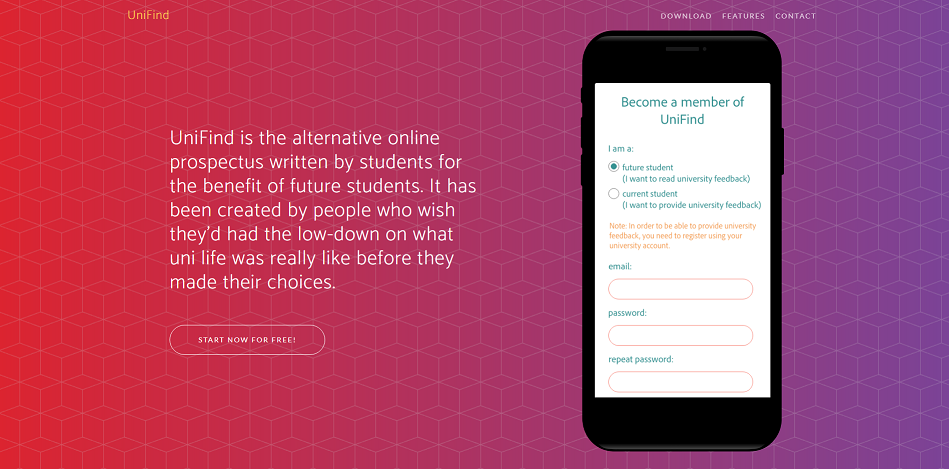 UniFind
DOWNLOAD FEATURES CONTACT
UniFind is the alternative online
prospectus written by students for
the benefit of future students. It has
been created by people who wish
they'd had the low-down on what
uni life was really like before they
made their choices.
START NOW FOR FREE!
Become a member of
UniFind
I am a:
future student
(I want to read university feedback)
current student
(I want to provide university feedback)
Note: In order to be able to provide university
feedback, you need to register using your
university account.
email:
password:
repeat password: